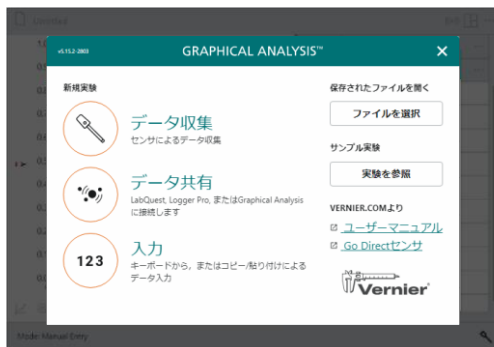 Untitled
v5.15.2-2803
GRAPHICAL ANALYSIS™
新規実験
データ収集
センサによるデータ収集
データ共有
LabQuest, Logger Pro, またはGraphical Analysis
に接続します
123
入力
キーボードから，またはコピー/貼り付けによる
データ入力
保存されたファイルを開く
ファイルを選択
サンプル実験
実験を参照
VERNIER.COMより
ユーザーマニュアル
Go Directセンサ
Vernier
Mode: Manual Entry